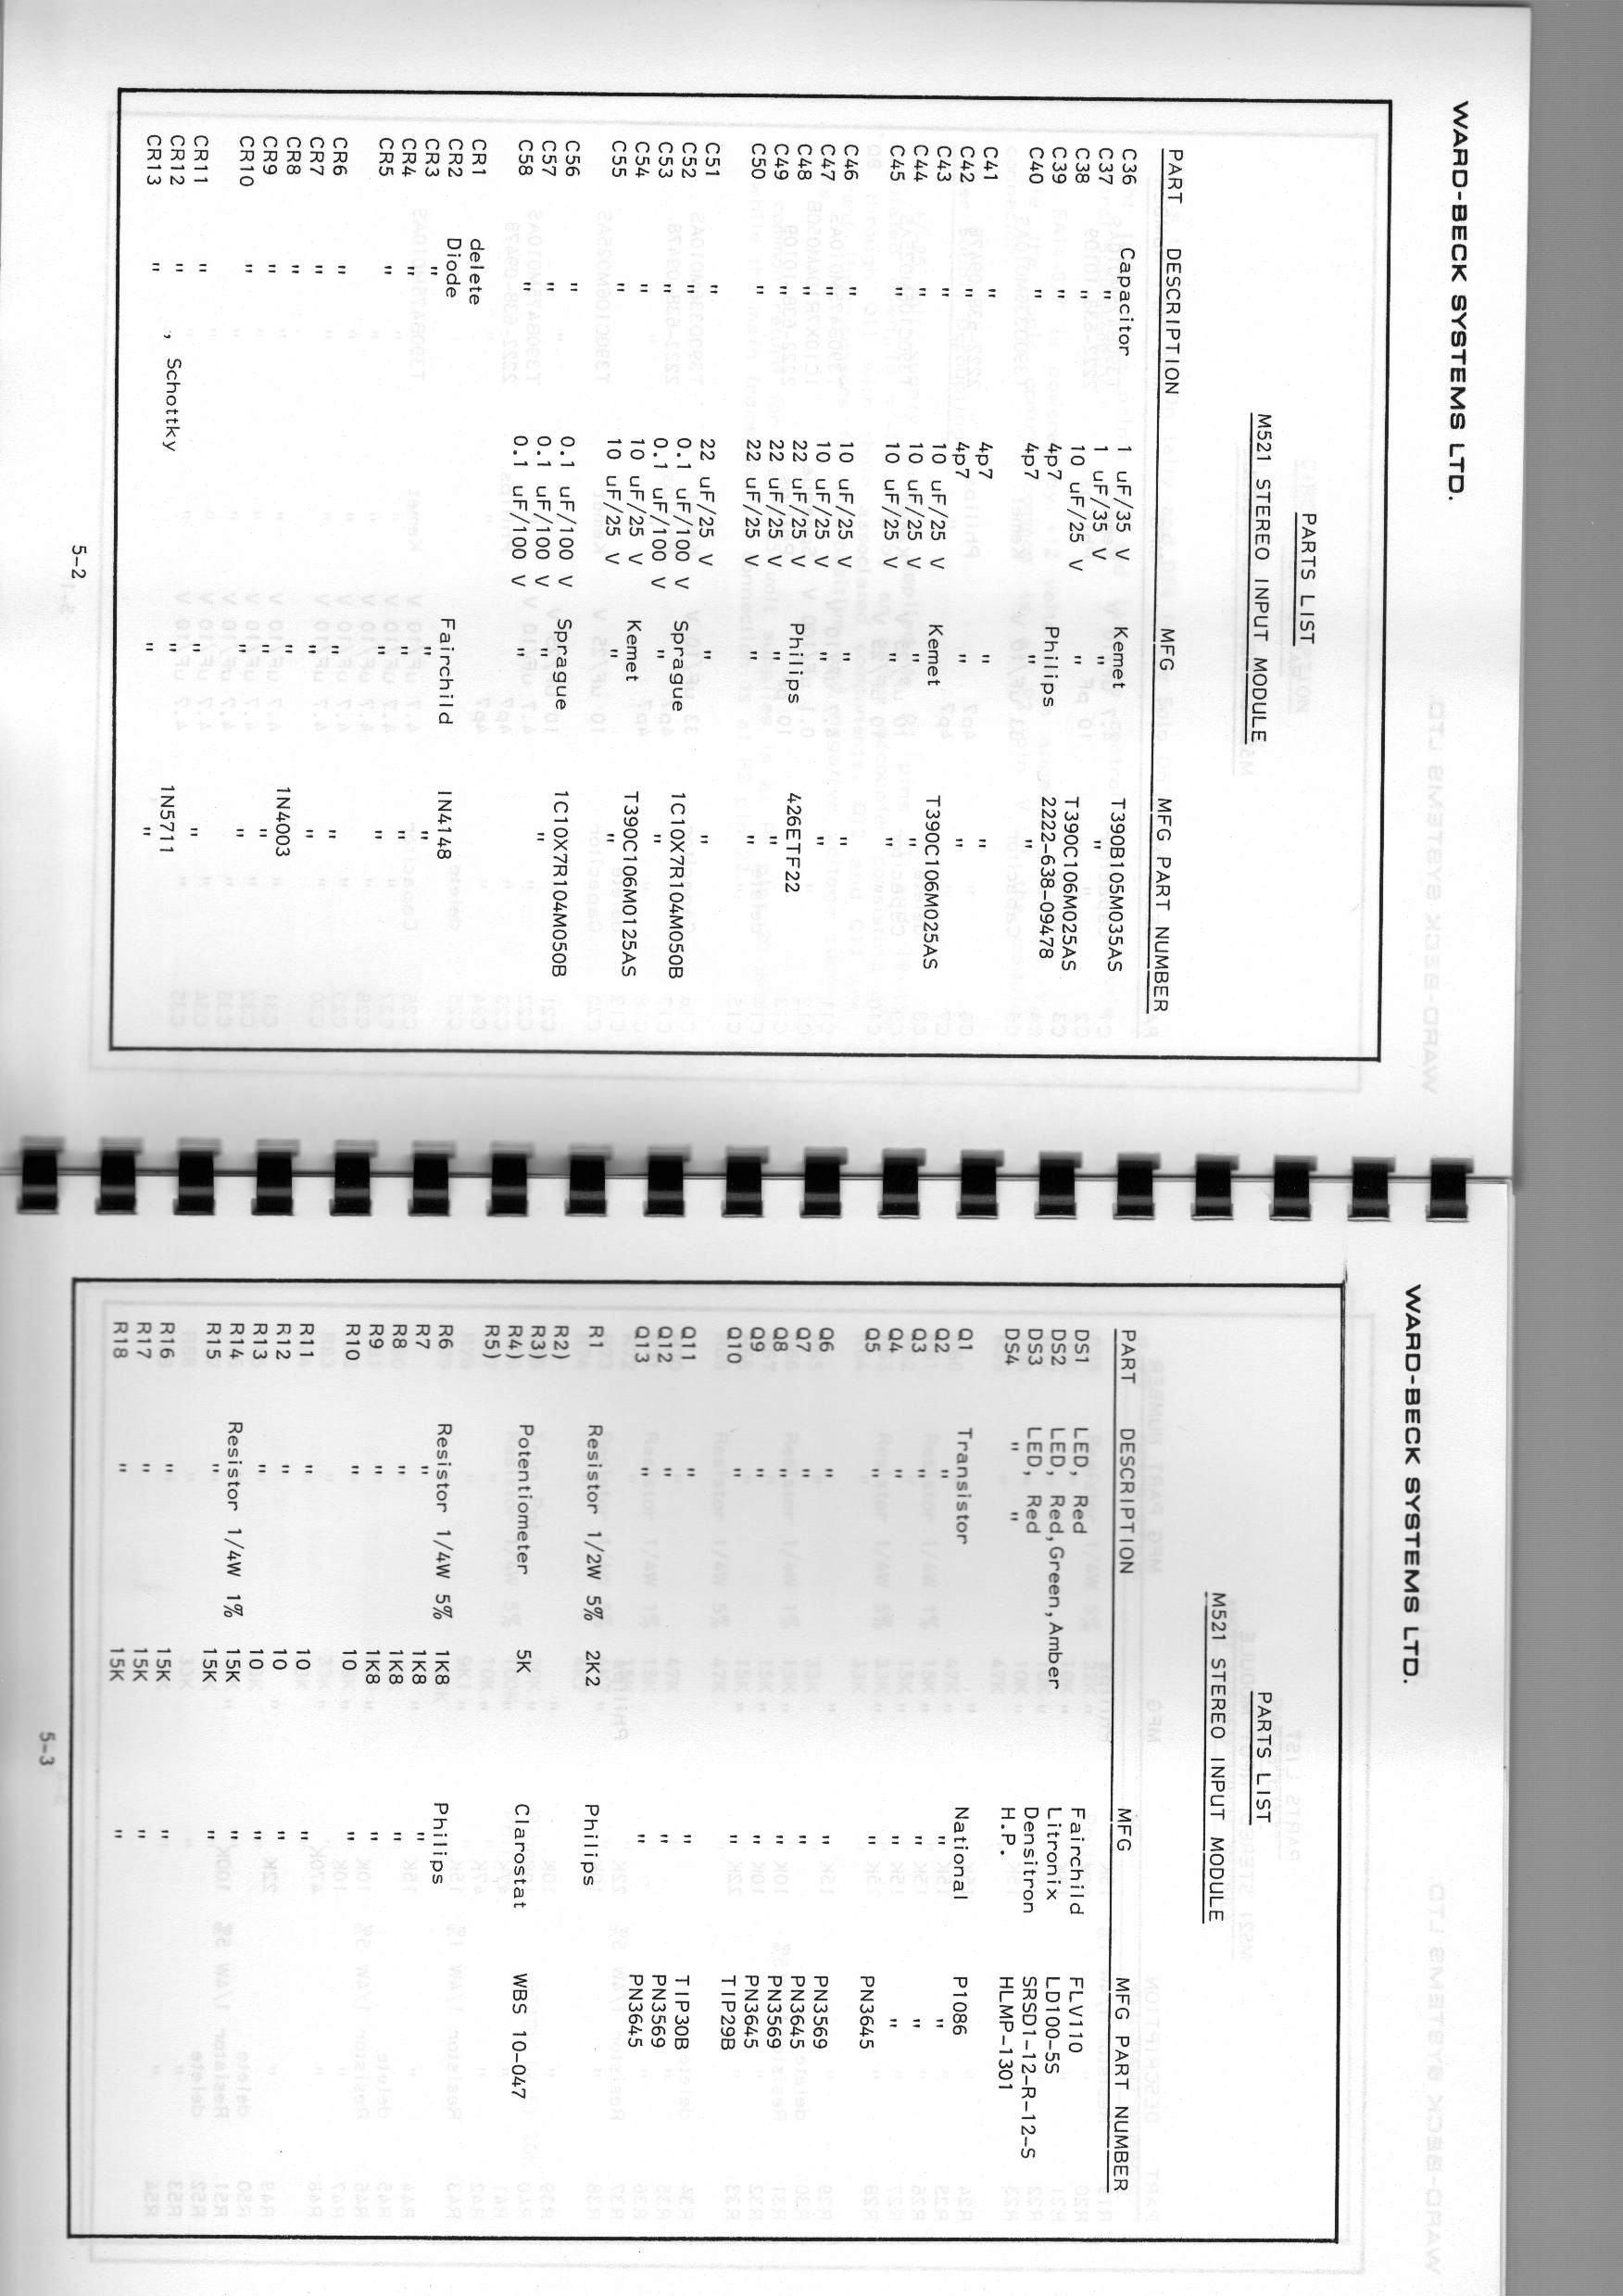 WARD-BECK SYSTEMS LTD.
PARTS LIST
M521 STEREO INPUT MODULE
PART DESCRIPTION MFG MFG PART NUMBER
C36 Capacitor 1 uF/35 V Kemet T390B105M035AS
C37 " 1 uF/35 V " "
C38 " 10 uF/25 V " T390C106M025AS
C39 " 4p7 Philips 2222-638-09478
C40 " 4p7 " "
C41 " 4p7 " "
C42 " 4p7 " "
C43 " 10 uF/25 V Kemet T390C106M025AS
C44 " 10 uF/25 V " "
C45 " 10 uF/25 V " "
C46 " 10 uF/25 V " "
C47 " 10 uF/25 V " "
C48 " 22 uF/25 V Philips 426ETF22
C49 " 22 uF/25 V " "
C50 " 22 uF/25 V " "
C51 " 22 uF/25 V " "
C52 " 0.1 uF/100 V Sprague 1C10X7R104M050B
C53 " 0.1 uF/100 V " "
C54 " 10 uF/25 V Kemet T390C106M0125AS
C55 " 10 uF/25 V " "
C56 " 0.1 uF/100 V Sprague 1C10X7R104M050B
C57 " 0.1 uF/100 V " "
C58 " 0.1 uF/100 V "
CR1 delete
CR2 Diode Fairchild 1N4148
CR3 " " "
CR4 " " "
CR5 " " "
CR6 " " "
CR7 " " "
CR8 " " 1N4003
CR9 " " "
CR10 " " "
CR11 " " "
CR12 " , Schottky " 1N5711
CR13 " " "
5-2
WARD-BECK SYSTEMS LTD.
PARTS LIST
M521 STEREO INPUT MODULE
PART DESCRIPTION MFG MFG PART NUMBER
DS1 LED, Red Fairchild FLV110
DS2 LED, Red,Green,Amber Litronix LD100-5S
DS3 LED, Red Densitron SRSD1-12-R-12-S
DS4 " " H.P. HLMP-1301
Q1 Transistor National P1086
Q2 " " "
Q3 " " "
Q4 " " "
Q5 " " PN3645
Q6 " " PN3569
Q7 " " PN3645
Q8 " " PN3569
Q9 " " PN3645
Q10 " " TIP29B
Q11 " " TIP30B
Q12 " " PN3569
Q13 " " PN3645
R1 Resistor 1/2W 5% 2K2 Philips
R2)
R3)
R4) Potentiometer 5K Clarostat WBS 10-047
R5)
R6 Resistor 1/4W 5% 1K8 Philips
R7 " 1K8 "
R8 " 1K8 "
R9 " 1K8 "
R10 " 10 "
R11 " 10 "
R12 " 10 "
R13 " 10 "
R14 Resistor 1/4W 1% 15K "
R15 " 15K "
R16 " 15K "
R17 " 15K "
R18 " 15K "
5-3